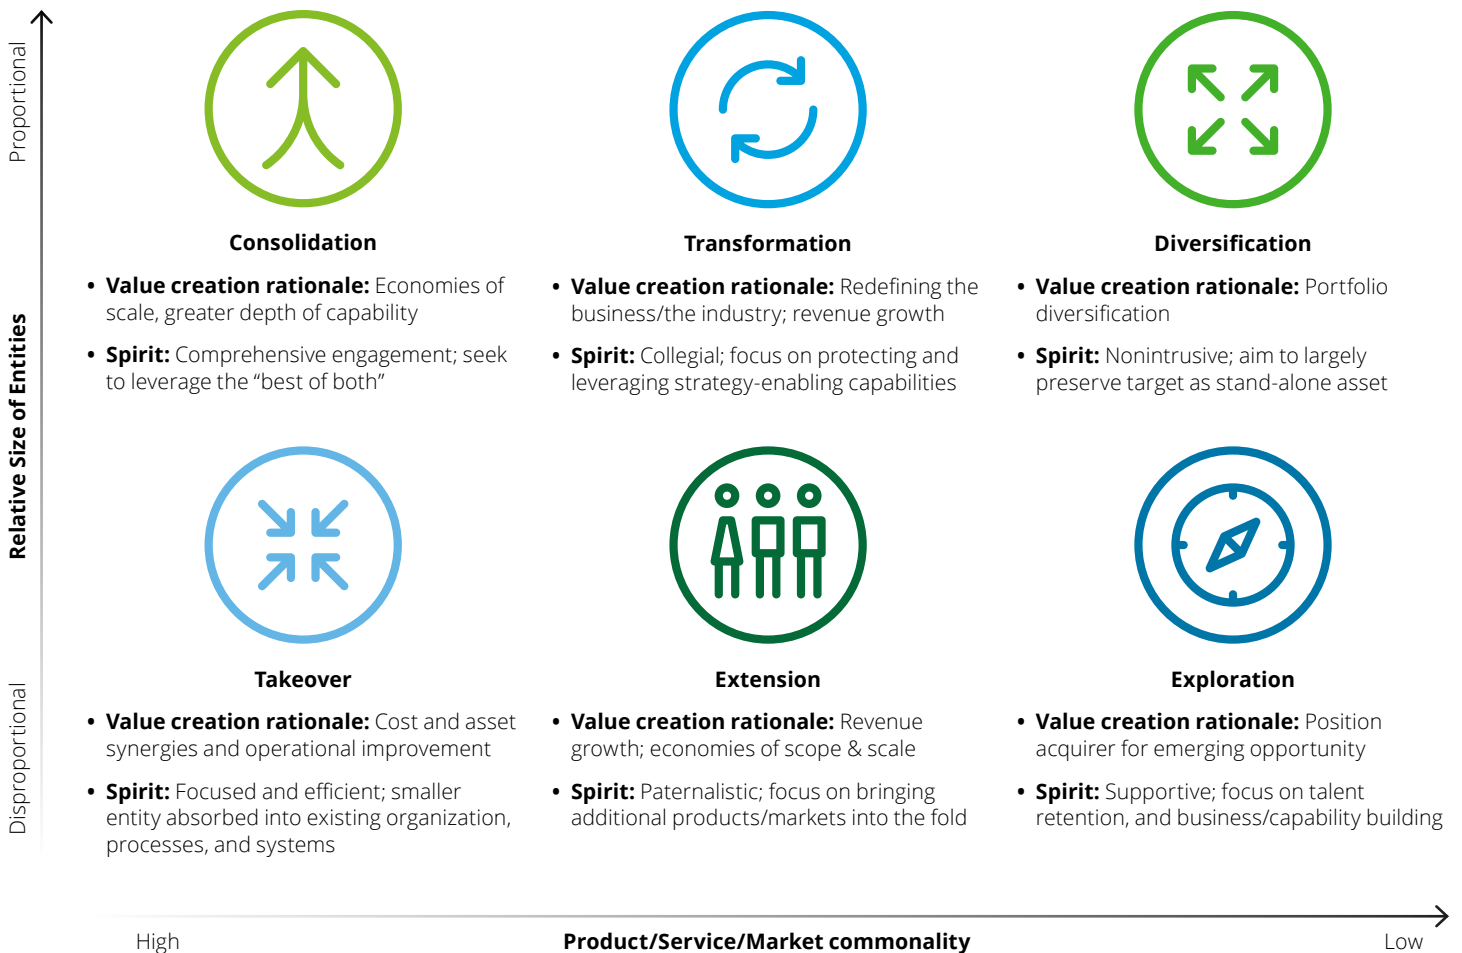 Proportional
Relative Size of Entities
Disproportional
Consolidation
• Value creation rationale: Economies of
scale, greater depth of capability
• Spirit: Comprehensive engagement; seek
to leverage the “best of both”
Transformation
• Value creation rationale: Redefining the
business/the industry; revenue growth
• Spirit: Collegial; focus on protecting and
leveraging strategy-enabling capabilities
Diversification
• Value creation rationale: Portfolio
diversification
• Spirit: Nonintrusive; aim to largely
preserve target as stand-alone asset
Takeover
• Value creation rationale: Cost and asset
synergies and operational improvement
• Spirit: Focused and efficient; smaller
entity absorbed into existing organization,
processes, and systems
Extension
• Value creation rationale: Revenue
growth; economies of scope & scale
• Spirit: Paternalistic; focus on bringing
additional products/markets into the fold
Exploration
• Value creation rationale: Position
acquirer for emerging opportunity
• Spirit: Supportive; focus on talent
retention, and business/capability building
High
Product/Service/Market commonality
Low